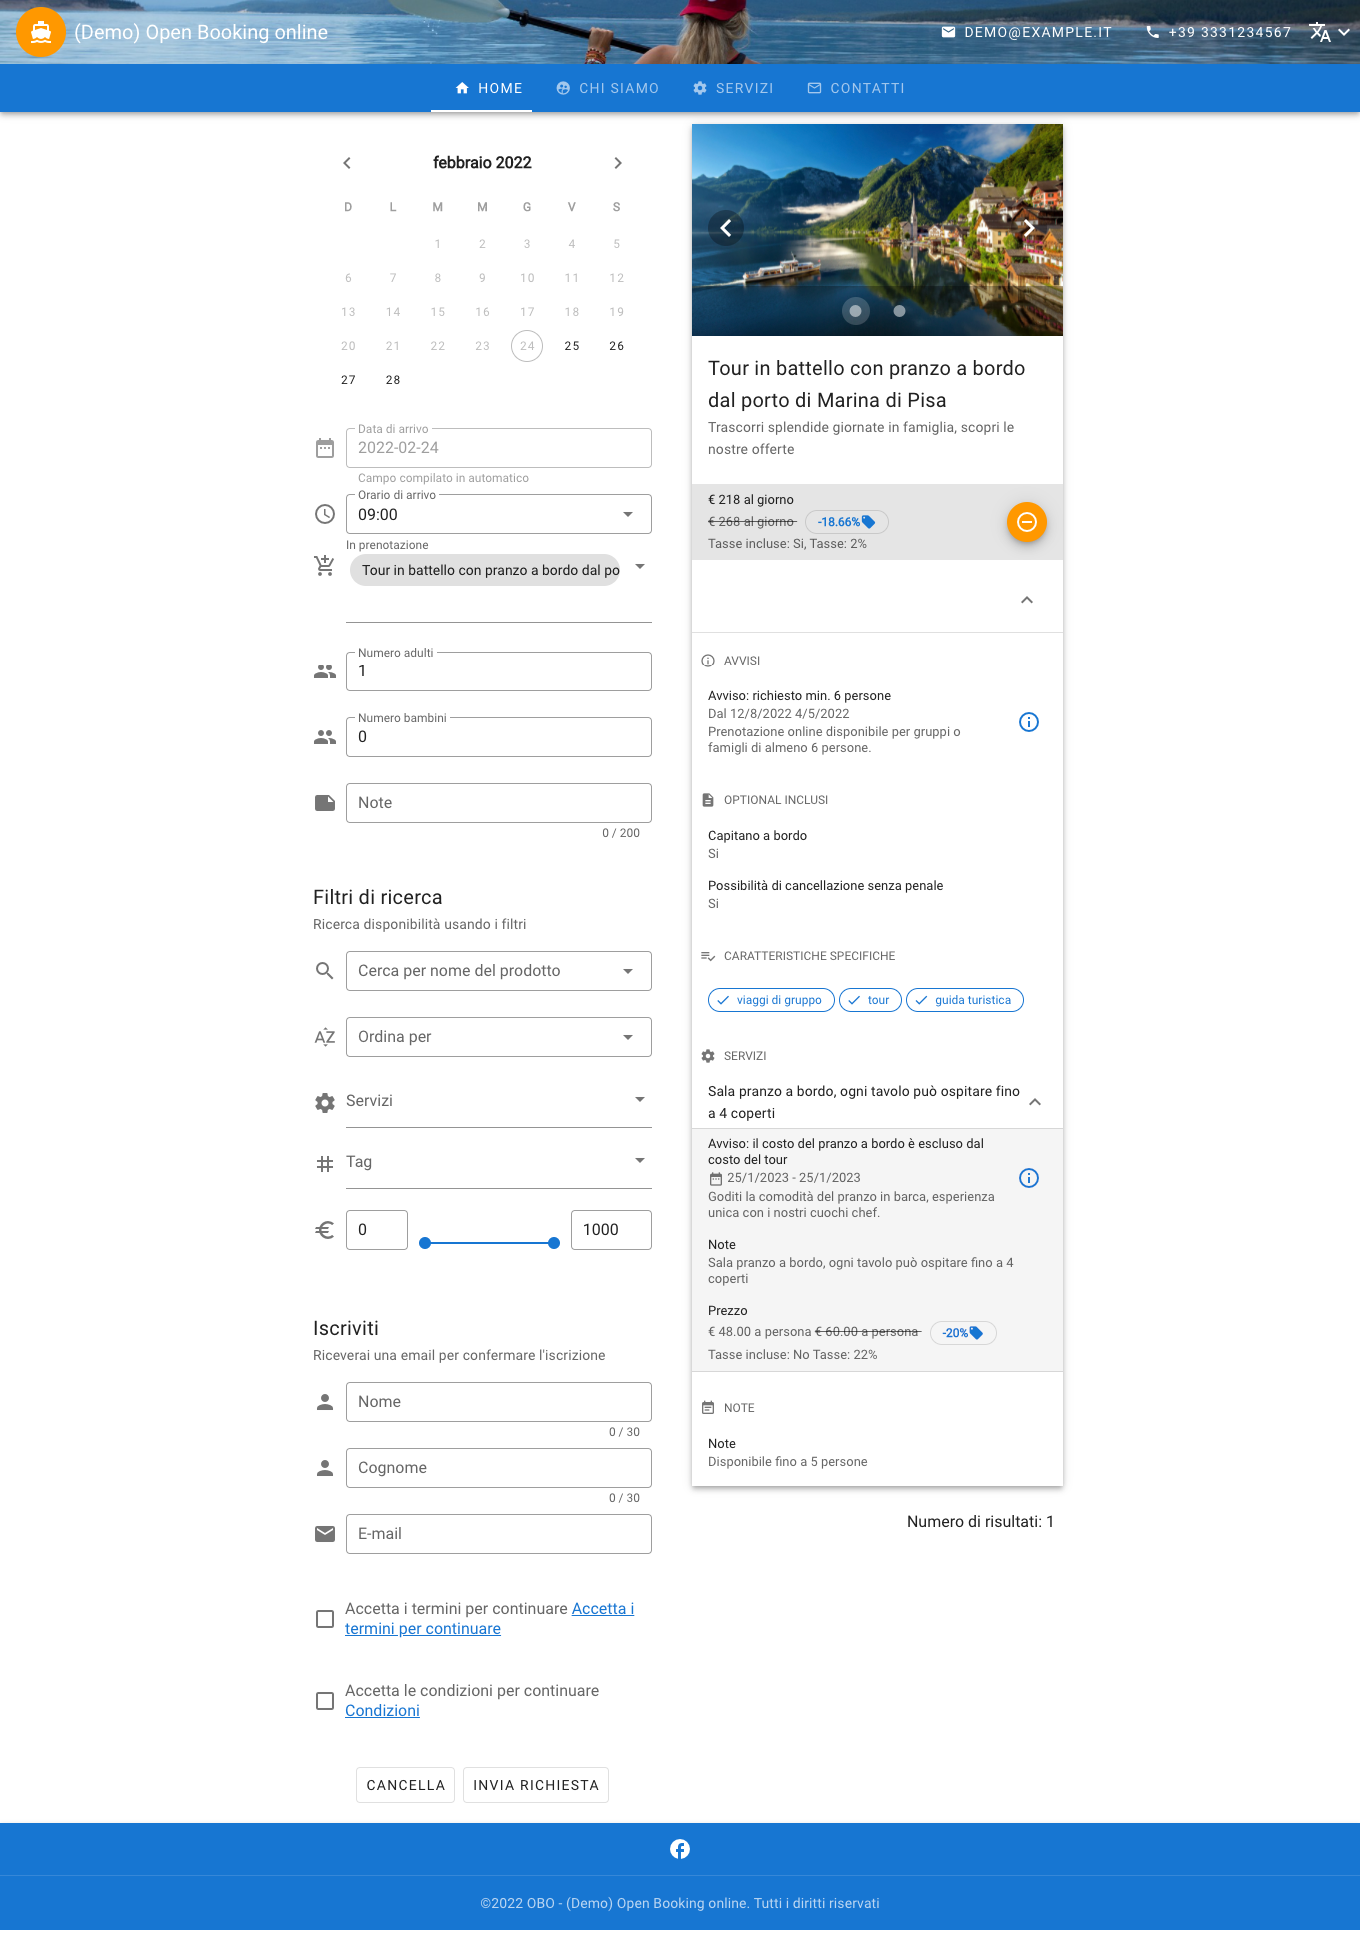 (Demo) Open Booking online
DEMO@EXAMPLE.IT
+39 3331234567
HOME
CHI SIAMO
SERVIZI
CONTATTI
febbraio 2022
D L M M G V S
1 2 3 4 5
6 7 8 9 10 11 12
13 14 15 16 17 18 19
20 21 22 23 24 25 26
27 28
Data di arrivo
2022-02-24
Campo compilato in automatico
Orario di arrivo
09:00
In prenotazione
Tour in battello con pranzo a bordo dal po
Numero adulti
1
Numero bambini
0
Note
0 / 200
Filtri di ricerca
Ricerca disponibilità usando i filtri
Cerca per nome del prodotto
Ordina per
Servizi
Tag
0
1000
Iscriviti
Riceverai una email per confermare l'iscrizione
Nome
0 / 30
Cognome
0 / 30
E-mail
Accetta i termini per continuare Accetta i
termini per continuare
Accetta le condizioni per continuare
Condizioni
CANCELLA
INVIA RICHIESTA
Tour in battello con pranzo a bordo
dal porto di Marina di Pisa
Trascorri splendide giornate in famiglia, scopri le
nostre offerte
€ 218 al giorno
€ 268 al giorno -18.66%
Tasse incluse: Si, Tasse: 2%
AVVISI
Avviso: richiesto min. 6 persone
Dal 12/8/2022 4/5/2022
Prenotazione online disponibile per gruppi o
famigli di almeno 6 persone.
OPTIONAL INCLUSI
Capitano a bordo
Si
Possibilità di cancellazione senza penale
Si
CARATTERISTICHE SPECIFICHE
viaggi di gruppo
tour
guida turistica
SERVIZI
Sala pranzo a bordo, ogni tavolo può ospitare fino
a 4 coperti
Avviso: il costo del pranzo a bordo è escluso dal
costo del tour
25/1/2023 - 25/1/2023
Goditi la comodità del pranzo in barca, esperienza
unica con i nostri cuochi chef.
Note
Sala pranzo a bordo, ogni tavolo può ospitare fino a 4
coperti
Prezzo
€ 48.00 a persona € 60.00 a persona -20%
Tasse incluse: No Tasse: 22%
NOTE
Note
Disponibile fino a 5 persone
Numero di risultati: 1
©2022 OBO - (Demo) Open Booking online. Tutti i diritti riservati